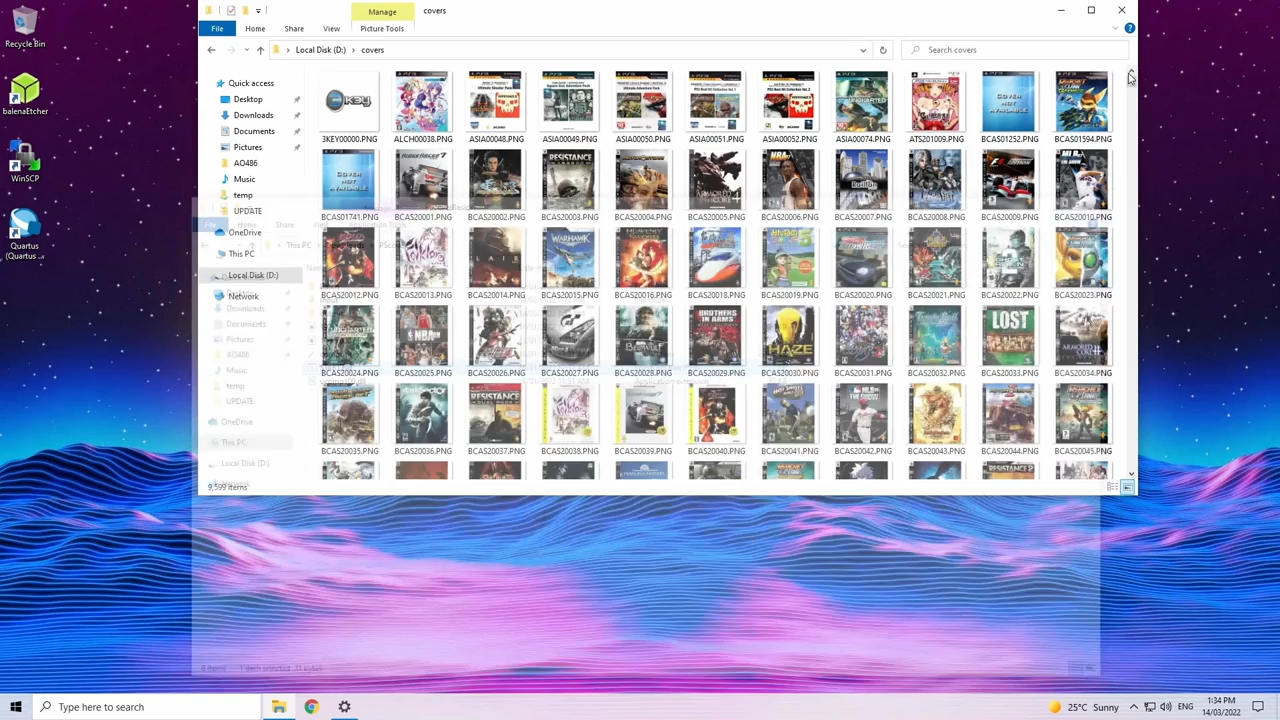 Recycle Bin
balenaEtcher
WinSCP
Quartus
(Quartus ...
Manage
covers
File
Home
Share
View
Picture Tools
Local Disk (D:)
covers
Search covers
Quick access
Desktop
Downloads
Documents
Pictures
AO486
Music
temp
UPDATE
OneDrive
This PC
Local Disk (D:)
Network
3KEY00000.PNG
ALCH00038.PNG
ASIA00048.PNG
ASIA00049.PNG
ASIA00050.PNG
ASIA00051.PNG
ASIA00052.PNG
ASIA00074.PNG
ATS201009.PNG
BCAS01252.PNG
BCAS01594.PNG
BCAS01741.PNG
BCAS20001.PNG
BCAS20002.PNG
BCAS20003.PNG
BCAS20004.PNG
BCAS20005.PNG
BCAS20006.PNG
BCAS20007.PNG
BCAS20008.PNG
BCAS20009.PNG
BCAS20010.PNG
BCAS20012.PNG
BCAS20013.PNG
BCAS20014.PNG
BCAS20015.PNG
BCAS20016.PNG
BCAS20018.PNG
BCAS20019.PNG
BCAS20020.PNG
BCAS20021.PNG
BCAS20022.PNG
BCAS20023.PNG
BCAS20024.PNG
BCAS20025.PNG
BCAS20026.PNG
BCAS20027.PNG
BCAS20028.PNG
BCAS20029.PNG
BCAS20030.PNG
BCAS20031.PNG
BCAS20032.PNG
BCAS20033.PNG
BCAS20034.PNG
BCAS20035.PNG
BCAS20036.PNG
BCAS20037.PNG
BCAS20038.PNG
BCAS20039.PNG
BCAS20040.PNG
BCAS20041.PNG
BCAS20042.PNG
BCAS20043.PNG
BCAS20044.PNG
BCAS20045.PNG
9,599 items
Downloads
Documents
Pictures
AO486
Music
temp
UPDATE
OneDrive
This PC
Local Disk (D:)
Type here to search
25°C Sunny
ENG
1:34 PM
14/03/2022